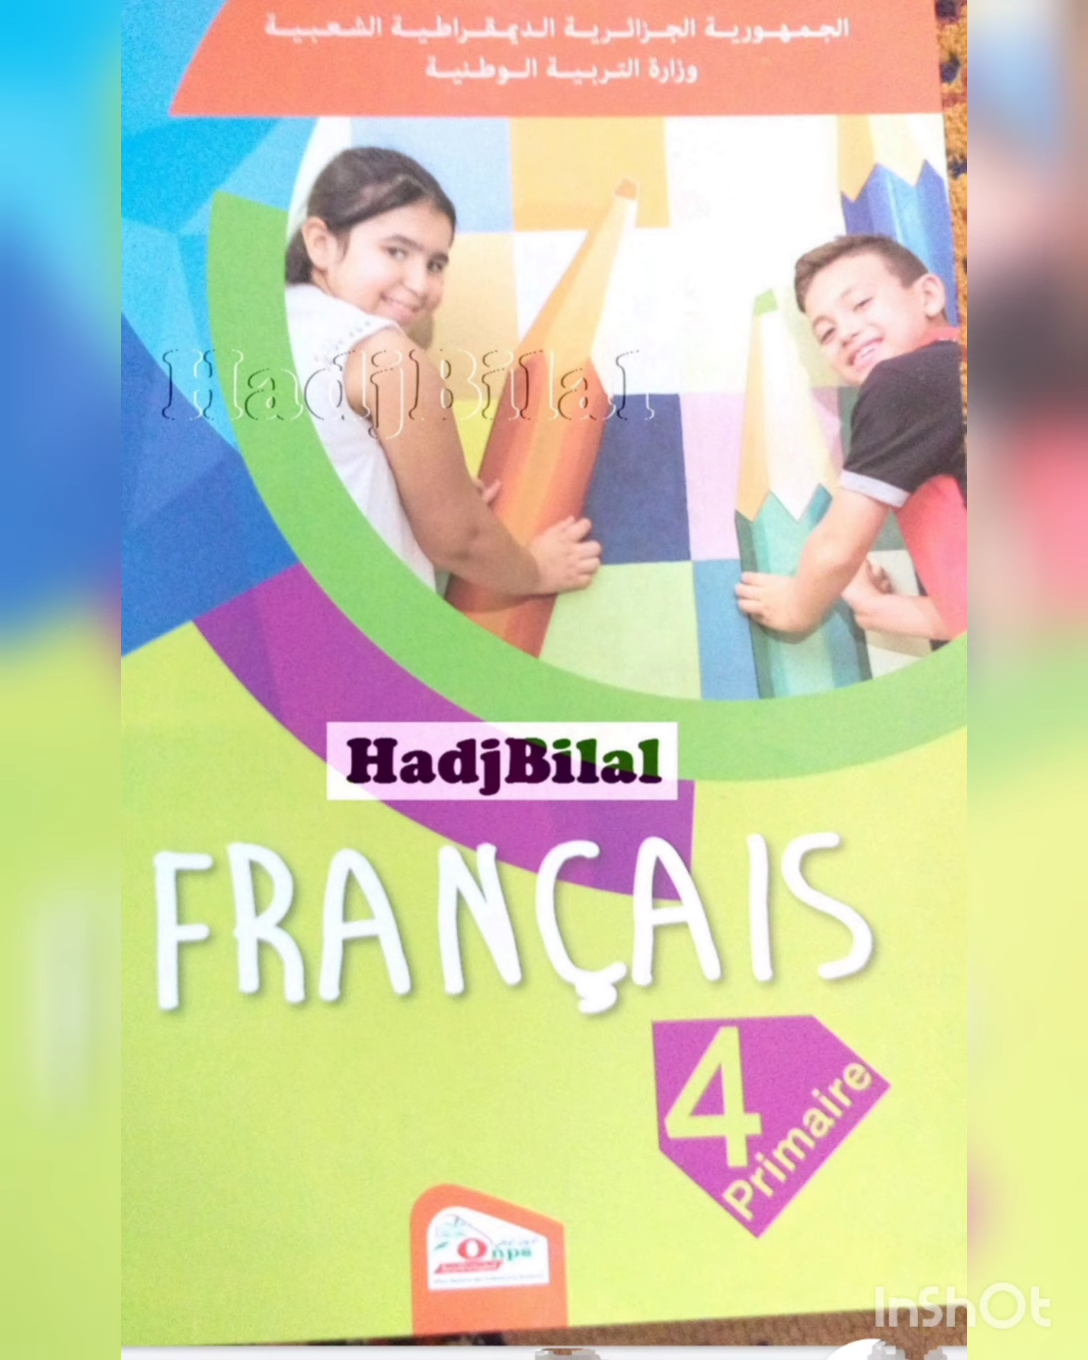 الجمهورية الجزائرية الديمقراطية الشعبية
وزارة التربية الوطنية
HadjBilal
HadjBilal
FRANÇAIS
4
Primaire
Onps
InShOt